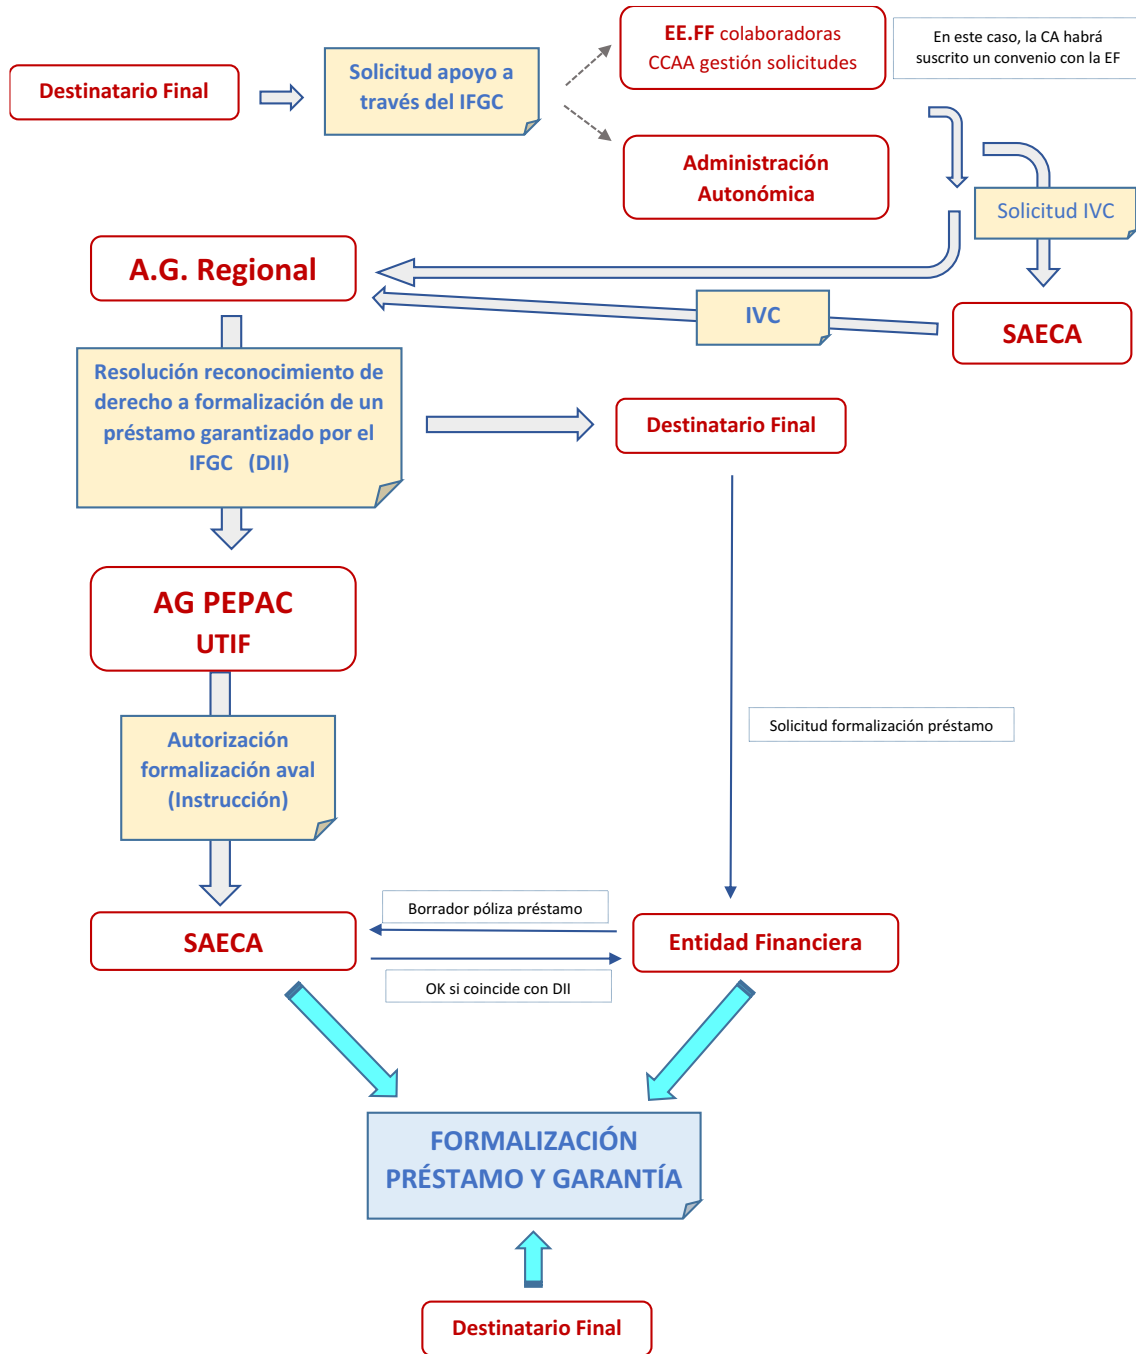 Destinatario Final
Solicitud apoyo a
través del IFGC
EE.FF colaboradoras
CCAA gestión solicitudes
En este caso, la CA habrá
suscrito un convenio con la EF
Administración
Autonómica
Solicitud IVC
A.G. Regional
IVC
SAECA
Resolución reconocimiento de
derecho a formalización de un
préstamo garantizado por el
IFGC (DII)
Destinatario Final
AG PEPAC
UTIF
Solicitud formalización préstamo
Autorización
formalización aval
(Instrucción)
Borrador póliza préstamo
SAECA
Entidad Financiera
OK si coincide con DII
FORMALIZACIÓN
PRÉSTAMO Y GARANTÍA
Destinatario Final